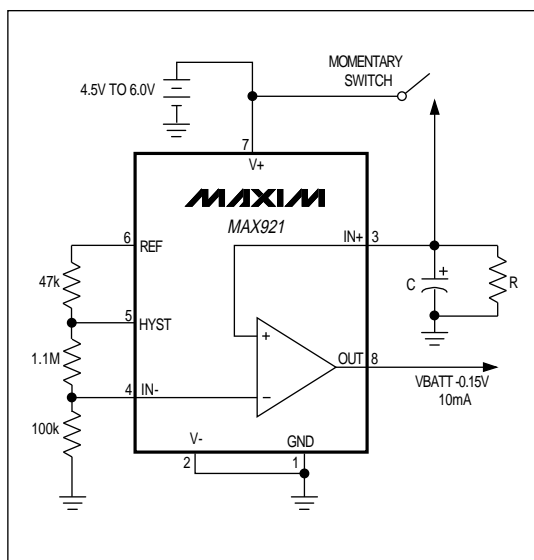 MOMENTARY
SWITCH
4.5V TO 6.0V
7
V+
MAXIM
MAX921
6
REF
IN+
3
47k
C
+
R
5
HYST
+
1.1M
OUT
8
4
IN-
−
VBATT -0.15V
10mA
100k
V-
GND
2
1